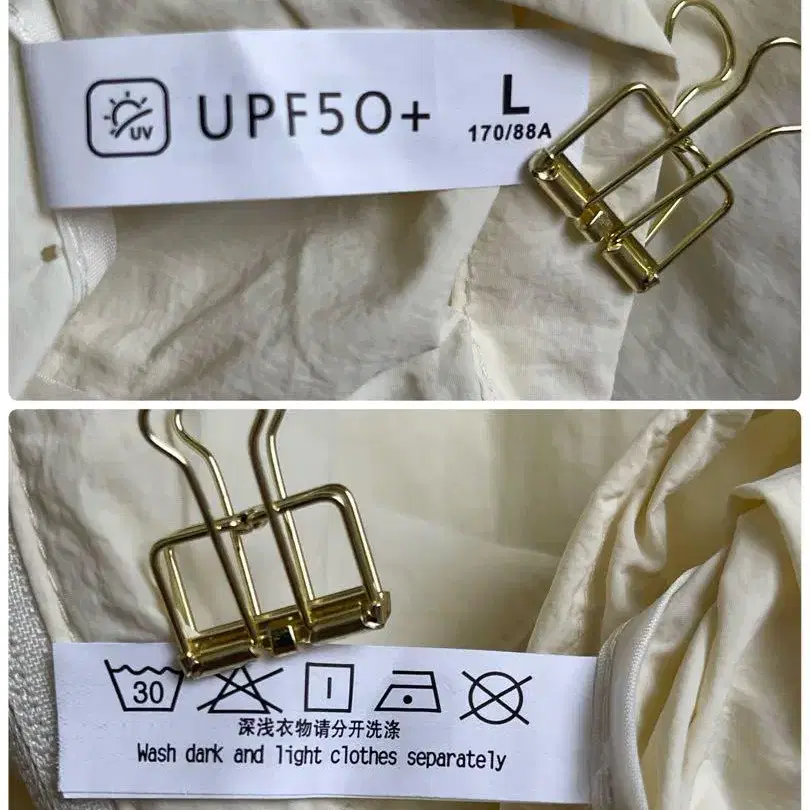 UV
UPF50+
L
170/88A
30
深浅衣物请分开洗涤
Wash dark and light clothes separately